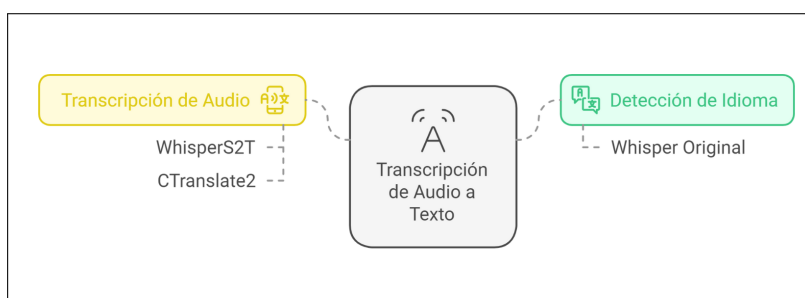 Transcripción de Audio
WhisperS2T
CTranslate2
Transcripción
de Audio a
Texto
Detección de Idioma
Whisper Original